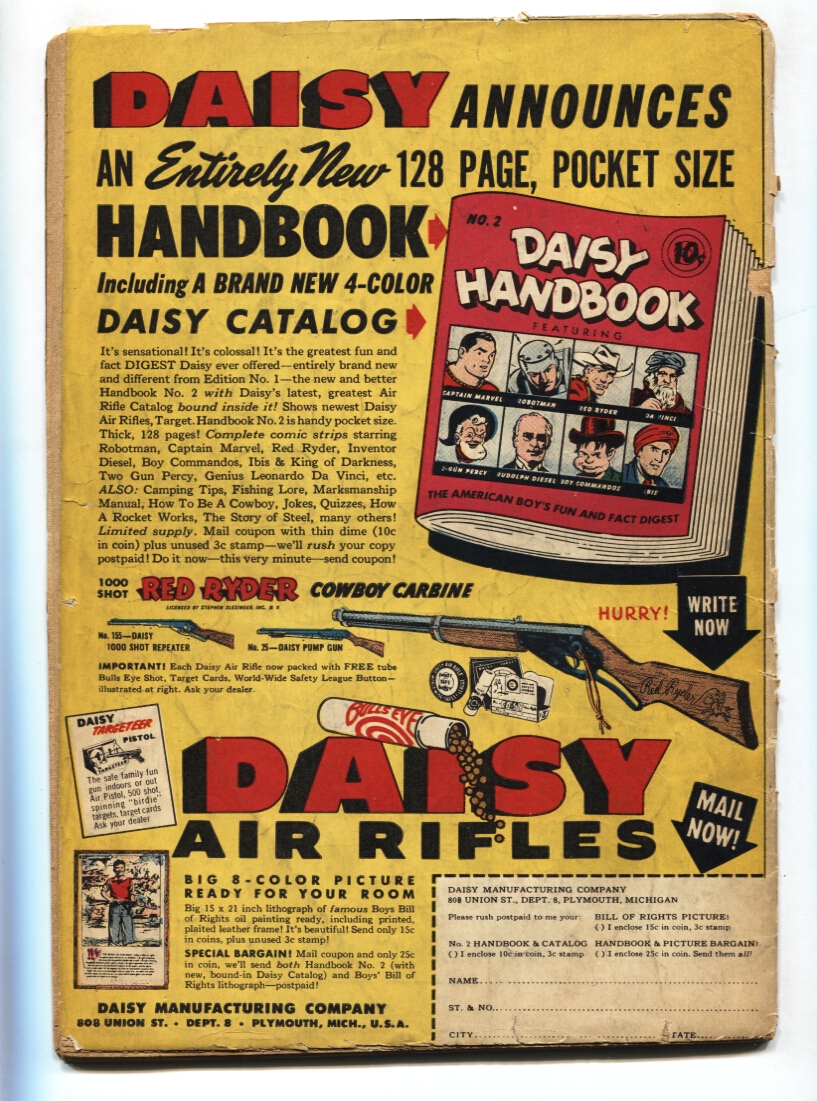 DAISY ANNOUNCES
AN Entirely New 128 PAGE, POCKET SIZE
HANDBOOK
Including A BRAND NEW 4-COLOR
DAISY CATALOG
It's sensational! It's colossal! It's the greatest fun and
fact DIGEST Daisy ever offered—entirely brand new
and different from Edition No. 1—the new and better
Handbook No. 2 with Daisy's latest, greatest Air
Rifle Catalog bound inside it! Shows newest Daisy
Air Rifles, Target. Handbook No. 2 is handy pocket size.
Thick, 128 pages! Complete comic strips starring
Robotman, Captain Marvel, Red Ryder, Inventor
Diesel, Boy Commandos, Ibis & King of Darkness,
Two Gun Percy, Genius Leonardo Da Vinci, etc.
ALSO: Camping Tips, Fishing Lore, Marksmanship
Manual, How To Be A Cowboy, Jokes, Quizzes, How
A Rocket Works, The Story of Steel, many others!
Limited supply. Mail coupon with thin dime (10c
in coin) plus unused 3c stamp—we'll rush your copy
postpaid! Do it now—this very minute—send coupon!
NO. 2
10¢
DAISY
HANDBOOK
FEATURING
CAPTAIN MARVEL
ROBOTMAN
RED RYDER
DA VINCI
2-GUN PERCY
RUDOLPH DIESEL
BOY COMMANDOS
IBIS
THE AMERICAN BOY'S FUN AND FACT DIGEST
1000
SHOT RED RYDER COWBOY CARBINE
LICENSED BY STEPHEN SLESINGER, INC. N. Y.
HURRY!
WRITE
NOW
No. 155—DAISY
1000 SHOT REPEATER
No. 25—DAISY PUMP GUN
Red Ryder
IMPORTANT! Each Daisy Air Rifle now packed with FREE tube
Bulls Eye Shot, Target Cards, World-Wide Safety League Button—
illustrated at right. Ask your dealer.
BULLS EYE
DAISY
TARGETEER
PISTOL
TARGETEER
The safe family fun
gun indoors or out
Air Pistol, 500 shot,
spinning "birdie"
targets, target cards
Ask your dealer
DAISY
AIR RIFLES
MAIL
NOW!
BIG 8-COLOR PICTURE
READY FOR YOUR ROOM
Big 15 x 21 inch lithograph of famous Boys Bill
of Rights oil painting ready, including printed,
plaited leather frame! It's beautiful! Send only 15c
in coins, plus unused 3c stamp!
SPECIAL BARGAIN! Mail coupon and only 25c
in coin, we'll send both Handbook No. 2 (with
new, bound-in Daisy Catalog) and Boys' Bill of
Rights lithograph—postpaid!
DAISY MANUFACTURING COMPANY
808 UNION ST. • DEPT. 8 • PLYMOUTH, MICH., U.S.A.
DAISY MANUFACTURING COMPANY
808 UNION ST., DEPT. 8, PLYMOUTH, MICHIGAN
Please rush postpaid to me your: BILL OF RIGHTS PICTURE!
( ) I enclose 15c in coin, 3c stamp
No. 2 HANDBOOK & CATALOG HANDBOOK & PICTURE BARGAIN!
( ) I enclose 10c in coin, 3c stamp ( ) I enclose 25c in coin. Send them all!
NAME
ST. & NO.
CITY STATE